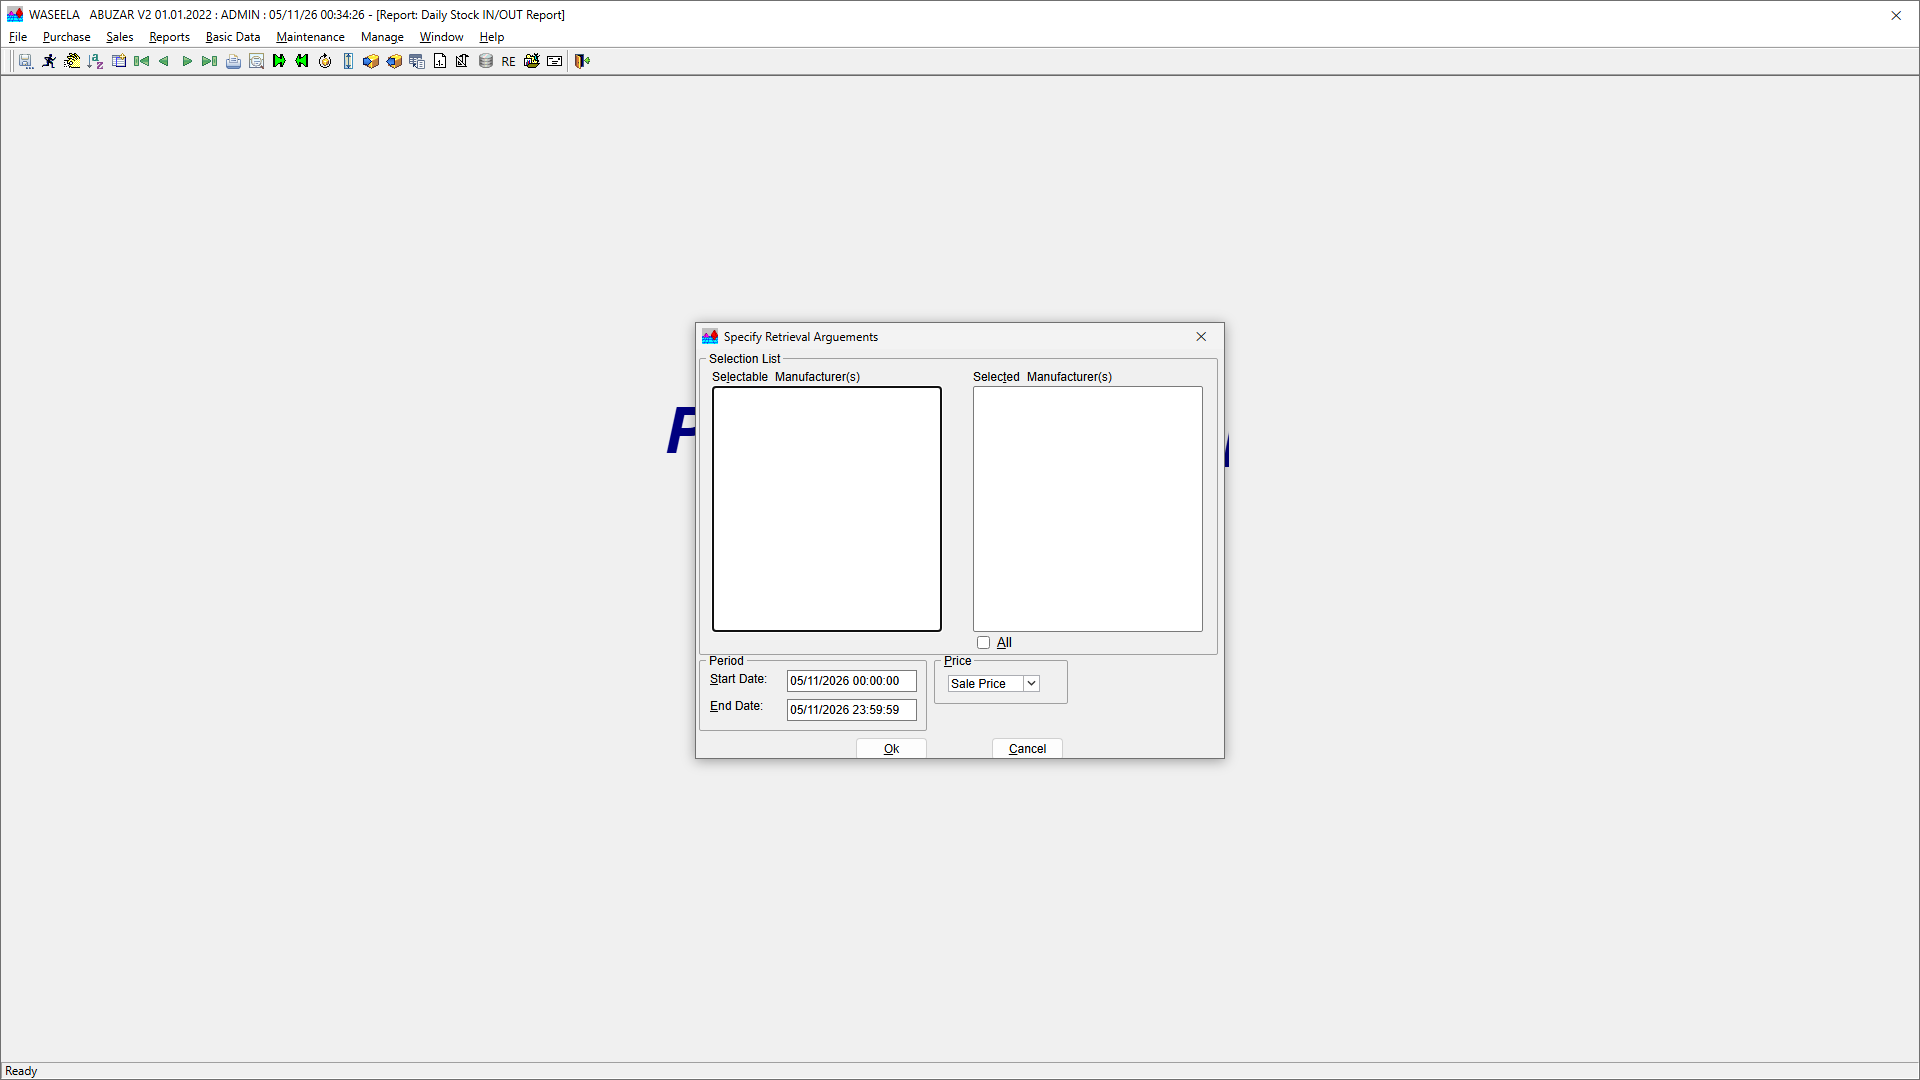 WASEELA ABUZAR V2 01.01.2022 : ADMIN : 05/11/26 00:34:26 - [Report: Daily Stock IN/OUT Report]
File Purchase Sales Reports Basic Data Maintenance Manage Window Help
RE
Specify Retrieval Arguements
Selection List
Selectable Manufacturer(s) Selected Manufacturer(s)
All
Period Price
Start Date: 05/11/2026 00:00:00 Sale Price
End Date: 05/11/2026 23:59:59
Ok Cancel
Ready